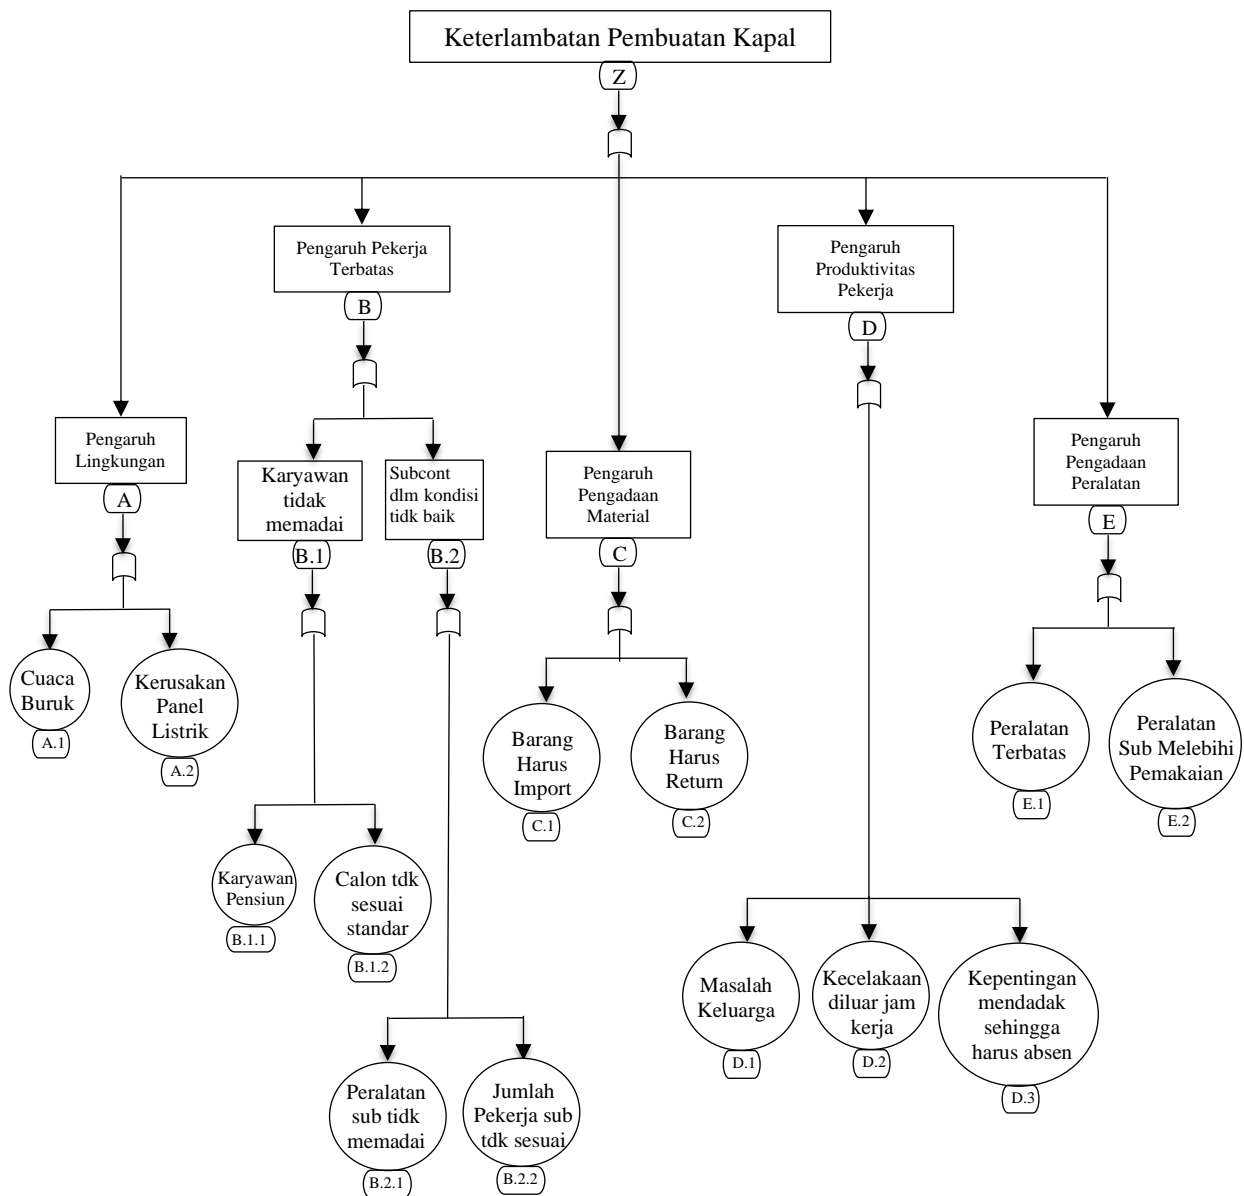 Keterlambatan Pembuatan Kapal
Z
Pengaruh Pekerja
Terbatas
B
Pengaruh
Produktivitas
Pekerja
D
Pengaruh
Lingkungan
A
Karyawan
tidak
memadai
B.1
Subcont
dlm kondisi
tidk baik
B.2
Pengaruh
Pengadaan
Material
C
Pengaruh
Pengadaan
Peralatan
E
Cuaca
Buruk
A.1
Kerusakan
Panel
Listrik
A.2
Barang
Harus
Import
C.1
Barang
Harus
Return
C.2
Peralatan
Terbatas
E.1
Peralatan
Sub Melebihi
Pemakaian
E.2
Karyawan
Pensiun
B.1.1
Calon tdk
sesuai
standar
B.1.2
Masalah
Keluarga
D.1
Kecelakaan
diluar jam
kerja
D.2
Kepentingan
mendadak
sehingga
harus absen
D.3
Peralatan
sub tidk
memadai
B.2.1
Jumlah
Pekerja sub
tdk sesuai
B.2.2